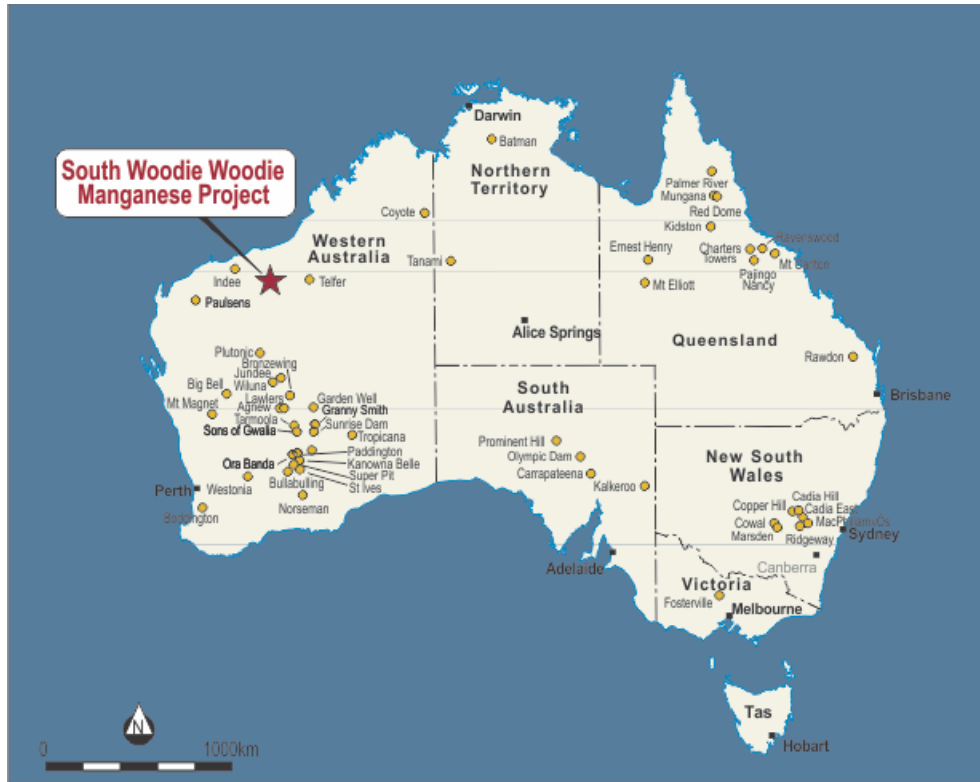 Darwin
Batman
Northern
Territory
South Woodie Woodie
Manganese Project
Palmer River
Mungana
Red Dome
Coyote
Kidston
Western
Australia
Ernest Henry
Charters
Towers
Ravenswood
Mt Carlton
Tanami
Indee
Telfer
Mt Elliott
Pajingo
Nancy
Paulsens
Alice Springs
Queensland
Plutonic
Bronzewing
Jundee
Wiluna
Rawdon
Big Bell
Lawlers
South
Australia
Brisbane
Mt Magnet
Agnew
Garden Well
Granny Smith
Tarmoola
Sunrise Dam
Sons of Gwalia
Tropicana
Prominent Hill
Paddington
Olympic Dam
New South
Wales
Ora Banda
Kanowna Belle
Carrapateena
Super Pit
Kalkeroo
Perth
Westonia
Bullabulling
St Ives
Cadia Hill
Copper Hill
Cadia East
Norseman
Boddington
Cowal
Marsden
Ridgeway
Sydney
Adelaide
Canberra
Victoria
Fosterville
Melbourne
Tas
Hobart
N
0
1000km